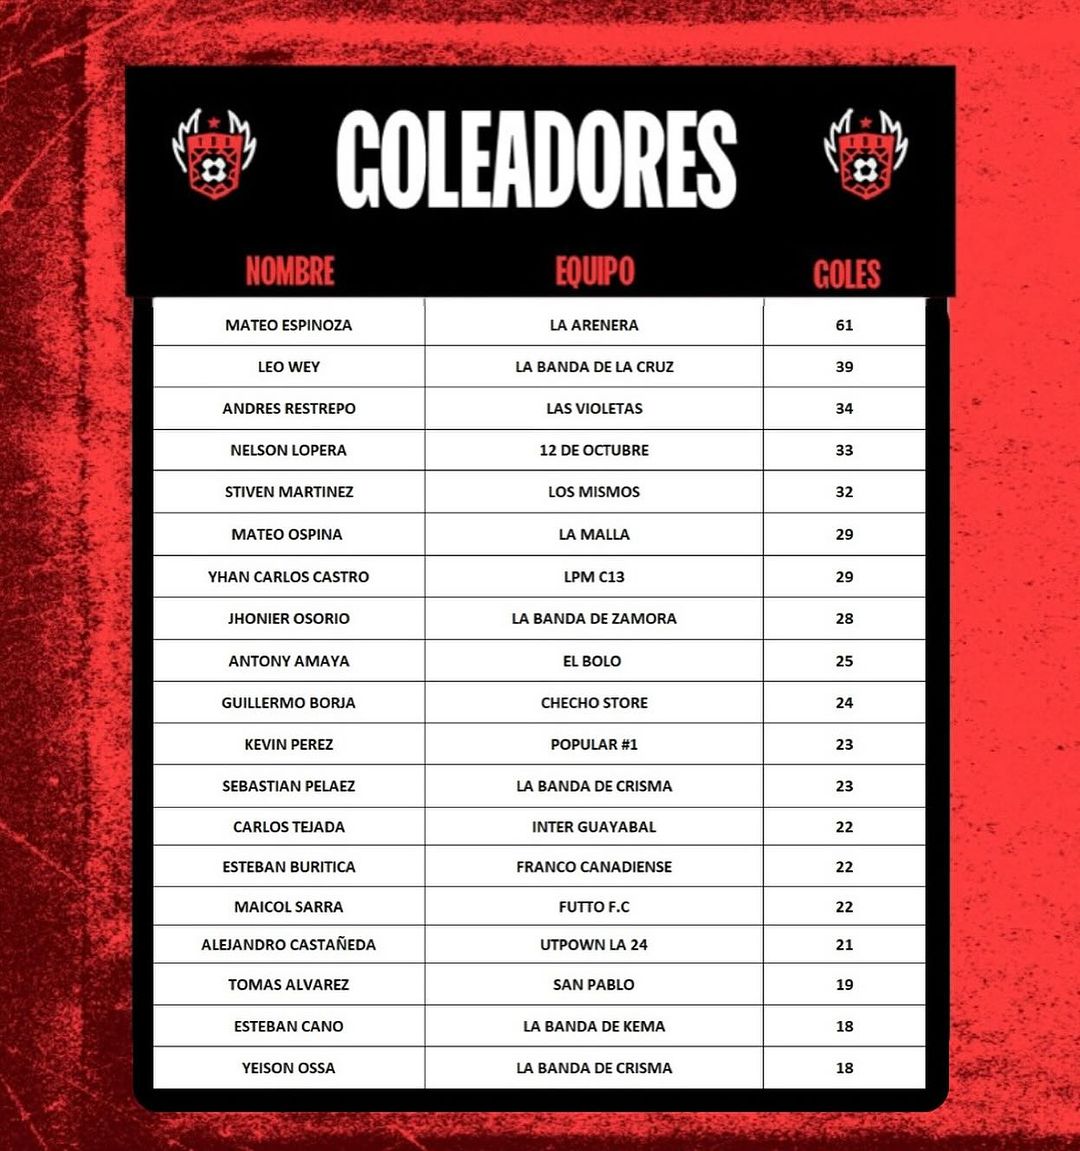 GOLEADORES
NOMBRE EQUIPO GOLES
MATEO ESPINOZA LA ARENERA 61
LEO WEY LA BANDA DE LA CRUZ 39
ANDRES RESTREPO LAS VIOLETAS 34
NELSON LOPERA 12 DE OCTUBRE 33
STIVEN MARTINEZ LOS MISMOS 32
MATEO OSPINA LA MALLA 29
YHAN CARLOS CASTRO LPM C13 29
JHONIER OSORIO LA BANDA DE ZAMORA 28
ANTONY AMAYA EL BOLO 25
GUILLERMO BORJA CHECHO STORE 24
KEVIN PEREZ POPULAR #1 23
SEBASTIAN PELAEZ LA BANDA DE CRISMA 23
CARLOS TEJADA INTER GUAYABAL 22
ESTEBAN BURITICA FRANCO CANADIENSE 22
MAICOL SARRA FUTTO F.C 22
ALEJANDRO CASTAÑEDA UTPOWN LA 24 21
TOMAS ALVAREZ SAN PABLO 19
ESTEBAN CANO LA BANDA DE KEMA 18
YEISON OSSA LA BANDA DE CRISMA 18